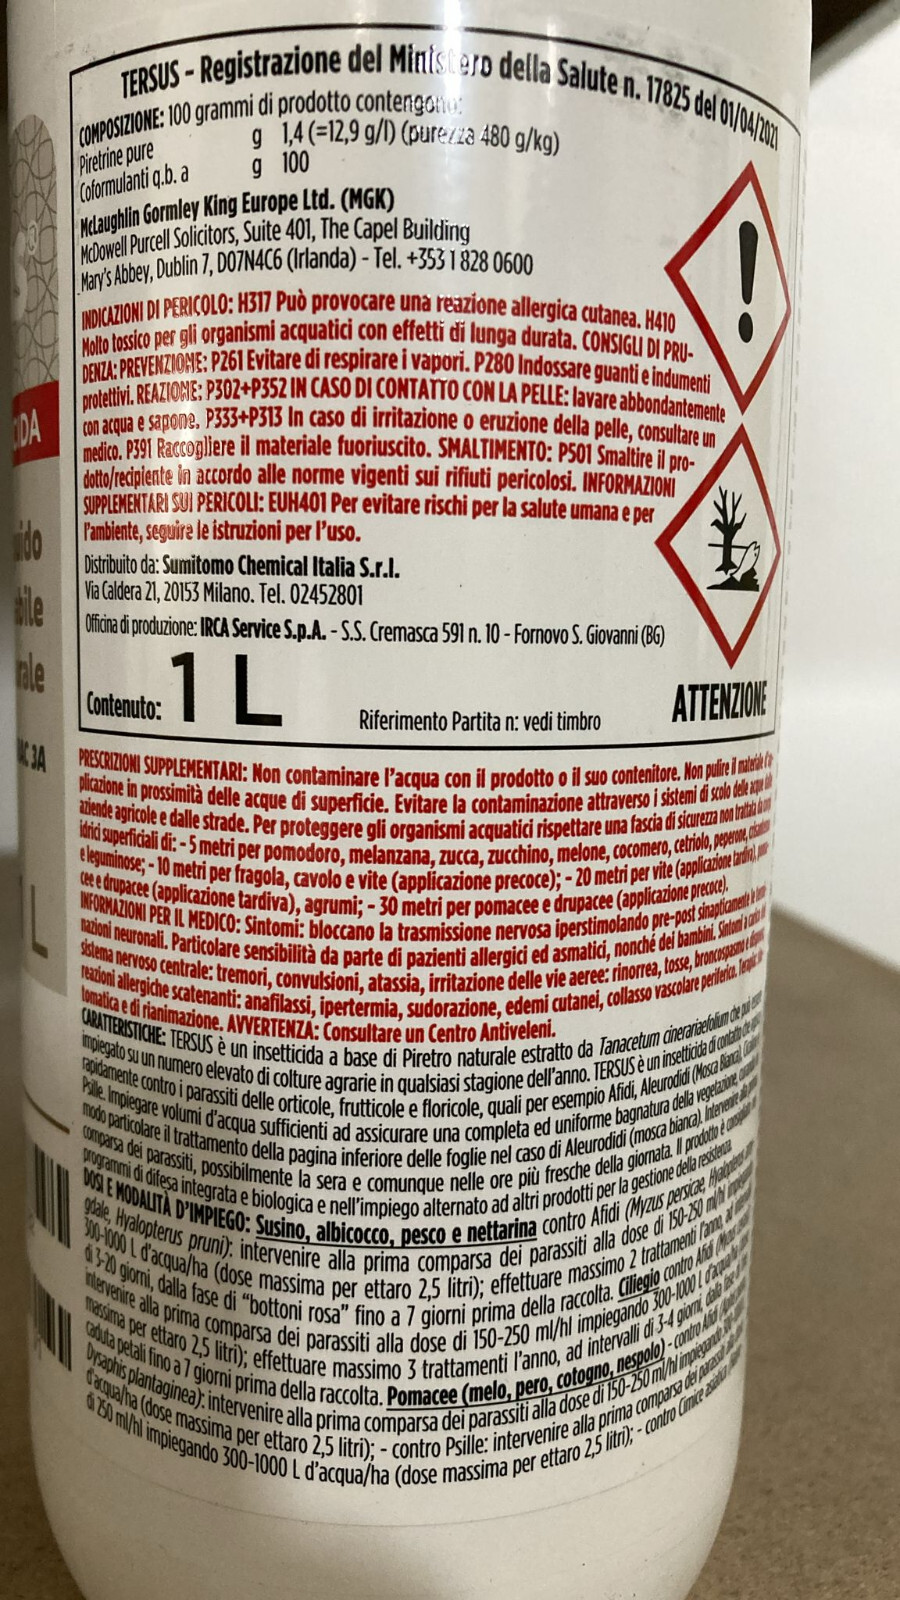 TERSUS - Registrazione del Ministero della Salute n. 17825 del 01/04/2021
COMPOSIZIONE: 100 grammi di prodotto contengono:
Piretrine pure g 1,4 (=12,9 g/l) (purezza 480 g/kg)
Coformulanti q.b. a g 100
McLaughlin Gormley King Europe Ltd. (MGK)
McDowell Purcell Solicitors, Suite 401, The Capel Building
Mary's Abbey, Dublin 7, D07N4C6 (Irlanda) - Tel. +353 1 828 0600
INDICAZIONI DI PERICOLO: H317 Può provocare una reazione allergica cutanea. H410
Molto tossico per gli organismi acquatici con effetti di lunga durata. CONSIGLI DI PRU-
DENZA: PREVENZIONE: P261 Evitare di respirare i vapori. P280 Indossare guanti e indumenti
protettivi. REAZIONE: P302+P352 IN CASO DI CONTATTO CON LA PELLE: lavare abbondantemente
con acqua e sapone. P333+P313 In caso di irritazione o eruzione della pelle, consultare un
medico. P391 Raccogliere il materiale fuoriuscito. SMALTIMENTO: P501 Smaltire il pro-
dotto/recipiente in accordo alle norme vigenti sui rifiuti pericolosi. INFORMAZIONI
SUPPLEMENTARI SUI PERICOLI: EUH401 Per evitare rischi per la salute umana e per
l'ambiente, seguire le istruzioni per l'uso.
Distribuito da: Sumitomo Chemical Italia S.r.l.
Via Caldera 21, 20153 Milano. Tel. 02452801
Officina di produzione: IRCA Service S.p.A. - S.S. Cremasca 591 n. 10 - Fornovo S. Giovanni (BG)
Contenuto: 1 L
Riferimento Partita n: vedi timbro
ATTENZIONE
PRESCRIZIONI SUPPLEMENTARI: Non contaminare l'acqua con il prodotto o il suo contenitore. Non pulire il materiale d'ap-
plicazione in prossimità delle acque di superficie. Evitare la contaminazione attraverso i sistemi di scolo delle acque dalle
aziende agricole e dalle strade. Per proteggere gli organismi acquatici rispettare una fascia di sicurezza non trattata da corpi
idrici superficiali di: - 5 metri per pomodoro, melanzana, zucca, zucchino, melone, cocomero, cetriolo, peperone,
e leguminose; - 10 metri per fragola, cavolo e vite (applicazione precoce); - 20 metri per vite (applicazione tardiva),
cee e drupacee (applicazione tardiva), agrumi; - 30 metri per pomacee e drupacee (applicazione precoce).
INFORMAZIONI PER IL MEDICO: Sintomi: bloccano la trasmissione nervosa iperstimolando pre-post sinapticamente le termi-
nazioni neuronali. Particolare sensibilità da parte di pazienti allergici ed asmatici, nonché dei bambini. Sintomi a carico del
sistema nervoso centrale: tremori, convulsioni, atassia, irritazione delle vie aeree: rinorrea, tosse, broncospasmo e
reazioni allergiche scatenanti: anafilassi, ipertermia, sudorazione, edemi cutanei, collasso vascolare periferico. Terapia: sin-
tomatica e di rianimazione. AVVERTENZA: Consultare un Centro Antiveleni.
CARATTERISTICHE: TERSUS è un insetticida a base di Piretro naturale estratto da Tanacetum cinerariaefolium che può essere
impiegato su un numero elevato di colture agrarie in qualsiasi stagione dell'anno. TERSUS è un insetticida di contatto che
rapidamente contro i parassiti delle orticole, frutticole e floricole, quali per esempio Afidi, Aleurodidi (Mosca Bianca),
Psille. Impiegare volumi d'acqua sufficienti ad assicurare una completa ed uniforme bagnatura della vegetazione,
modo particolare il trattamento della pagina inferiore delle foglie nel caso di Aleurodidi (mosca bianca). Intervenire alla
comparsa dei parassiti, possibilmente la sera e comunque nelle ore più fresche della giornata. Il prodotto è
programmi di difesa integrata e biologica e nell'impiego alternato ad altri prodotti per la gestione della resistenza.
DOSI E MODALITÀ D'IMPIEGO: Susino, albicocco, pesco e nettarina contro Afidi (Myzus persicae, Hyalopterus
gdale, Hyalopterus pruni): intervenire alla prima comparsa dei parassiti alla dose di 150-250 ml/hl impiegando
300-1000 L d'acqua/ha (dose massima per ettaro 2,5 litri); effettuare massimo 2 trattamenti l'anno, ad
di 3-20 giorni, dalla fase di "bottoni rosa" fino a 7 giorni prima della raccolta. Ciliegio contro Afidi
intervenire alla prima comparsa dei parassiti alla dose di 150-250 ml/hl impiegando 300-1000 L d'acqua/ha
massima per ettaro 2,5 litri); effettuare massimo 3 trattamenti l'anno, ad intervalli di 3-4 giorni, dalla fase di
caduta petali fino a 7 giorni prima della raccolta. Pomacee (melo, pero, cotogno, nespolo) - contro Afidi
Dysaphis plantaginea): intervenire alla prima comparsa dei parassiti alla dose di 150-250 ml/hl impiegando
d'acqua/ha (dose massima per ettaro 2,5 litri); - contro Psille: intervenire alla prima comparsa dei parassiti
di 250 ml/hl impiegando 300-1000 L d'acqua/ha (dose massima per ettaro 2,5 litri); - contro Cimice asiatica